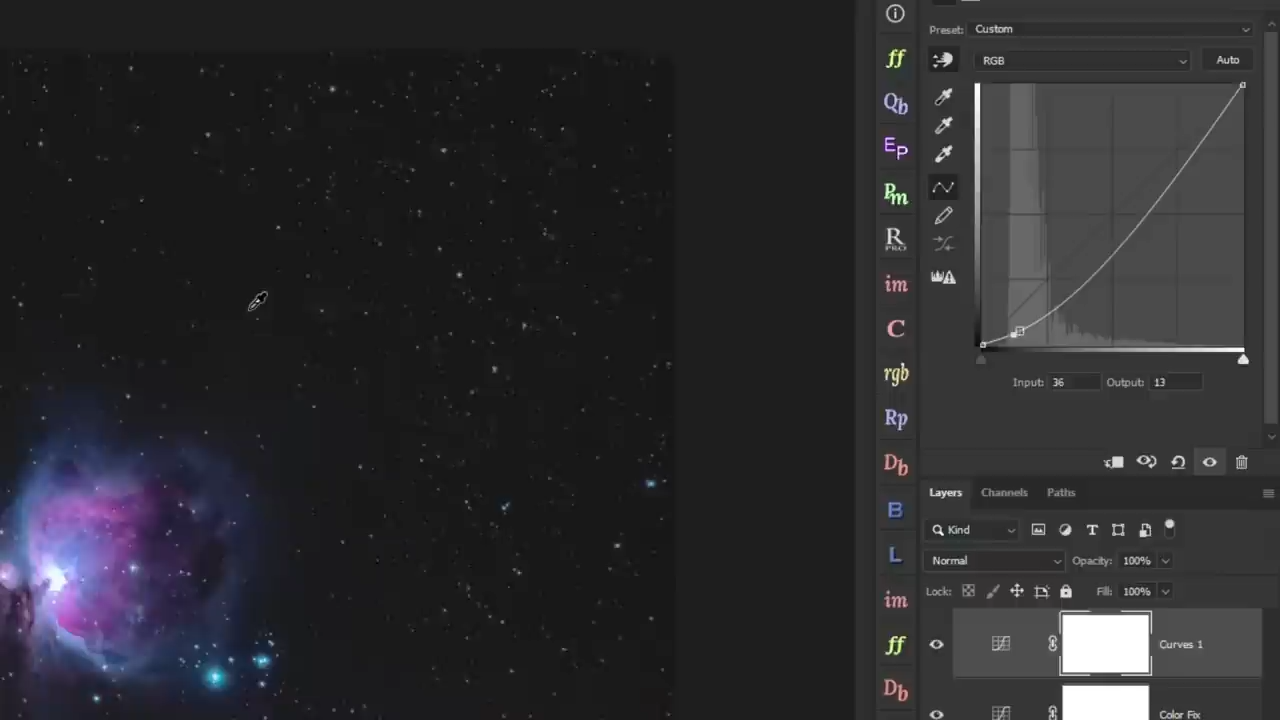 Preset: Custom
RGB
Auto
Input: 36
Output: 13
ff
Qb
EP
Pm
R
PRO
im
C
rgb
Rp
Db
B
L
im
ff
Db
Layers
Channels
Paths
Kind
T
Normal
Opacity: 100%
Lock:
Fill: 100%
Curves 1
Color Fix